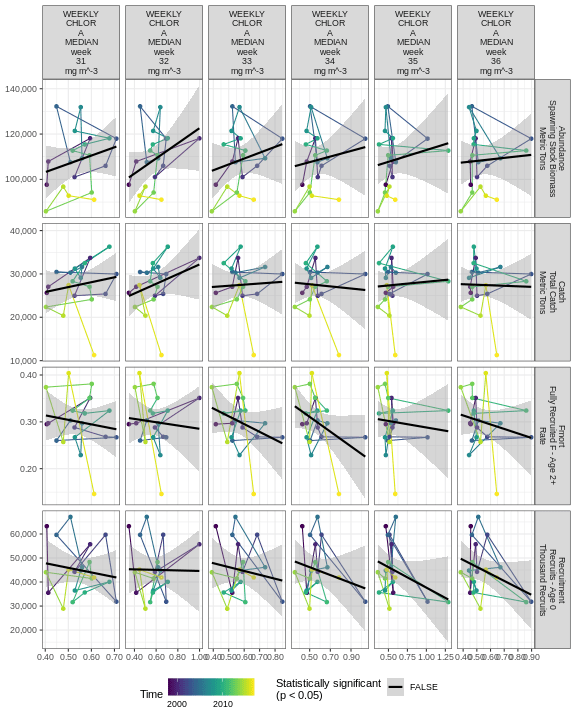 WEEKLY
CHLOR
A
MEDIAN
week
31
mg m^-3
WEEKLY
CHLOR
A
MEDIAN
week
32
mg m^-3
WEEKLY
CHLOR
A
MEDIAN
week
33
mg m^-3
WEEKLY
CHLOR
A
MEDIAN
week
34
mg m^-3
WEEKLY
CHLOR
A
MEDIAN
week
35
mg m^-3
WEEKLY
CHLOR
A
MEDIAN
week
36
mg m^-3
140,000
120,000
100,000
Abundance
Spawning Stock Biomass
Metric Tons
40,000
30,000
20,000
10,000
Catch
Total Catch
Metric Tons
0.40
0.30
0.20
Fmort
Fully Recruited F - Age 2+
Rate
60,000
50,000
40,000
30,000
20,000
Recruitment
Recruits - Age 0
Thousand Recruits
0.40 0.50 0.60 0.70
0.40 0.60 0.80 1.00
0.40 0.50 0.60 0.70 0.80
0.50 0.70 0.90
0.50 0.75 1.00 1.25
0.40 0.50 0.60 0.70 0.80 0.90
Time
2000 2010
Statistically significant
(p < 0.05)
FALSE